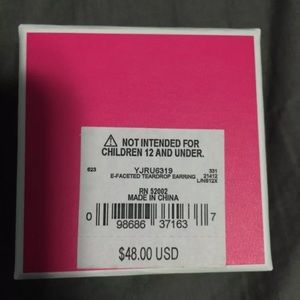 ⚠ NOT INTENDED FOR
CHILDREN 12 AND UNDER.
623 YJRU6319 331
E-FACETED TEARDROP EARRING 21412
RN 52002
MADE IN CHINA
0 98686 37163 7
$48.00 USD